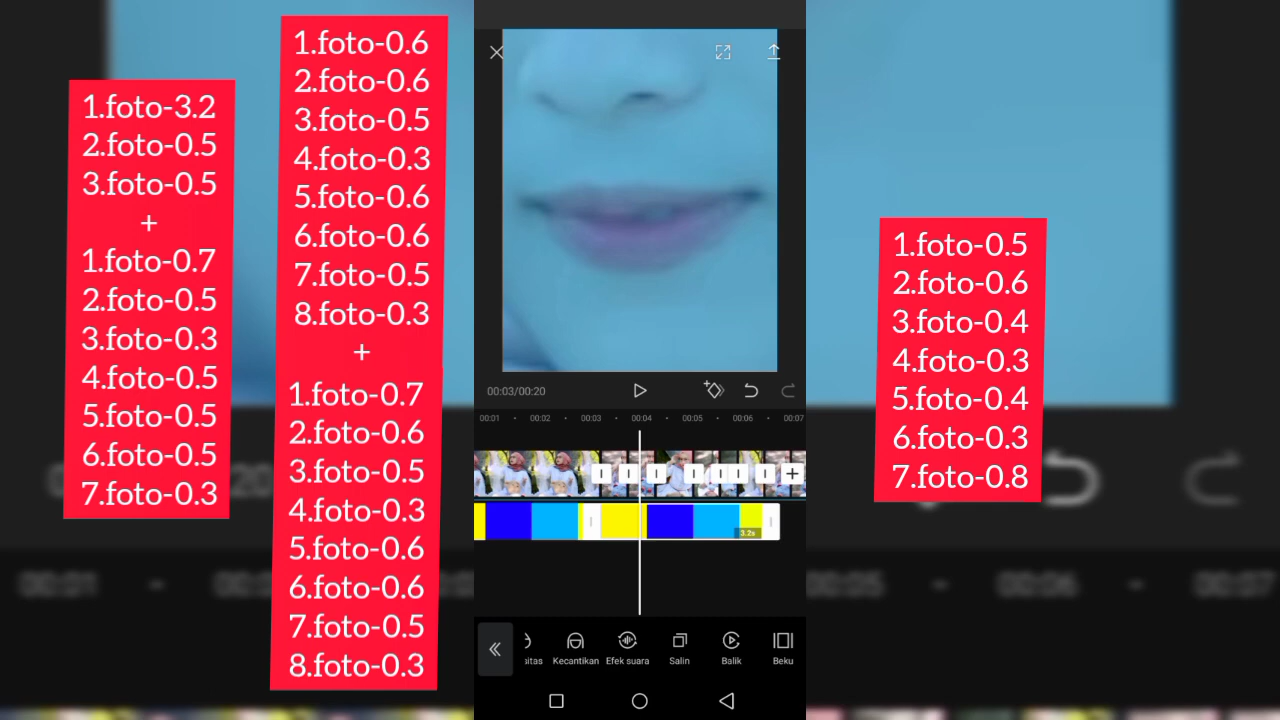 1.foto-3.2
2.foto-0.5
3.foto-0.5
+
1.foto-0.7
2.foto-0.5
3.foto-0.3
4.foto-0.5
5.foto-0.5
6.foto-0.5
7.foto-0.3
1.foto-0.6
2.foto-0.6
3.foto-0.5
4.foto-0.3
5.foto-0.6
6.foto-0.6
7.foto-0.5
8.foto-0.3
+
1.foto-0.7
2.foto-0.6
3.foto-0.5
4.foto-0.3
5.foto-0.6
6.foto-0.6
7.foto-0.5
8.foto-0.3
00:03/00:20
00:01 00:02 00:03 00:04 00:05 00:06 00:07
3.2s
itas Kecantikan Efek suara Salin Balik Beku
1.foto-0.5
2.foto-0.6
3.foto-0.4
4.foto-0.3
5.foto-0.4
6.foto-0.3
7.foto-0.8